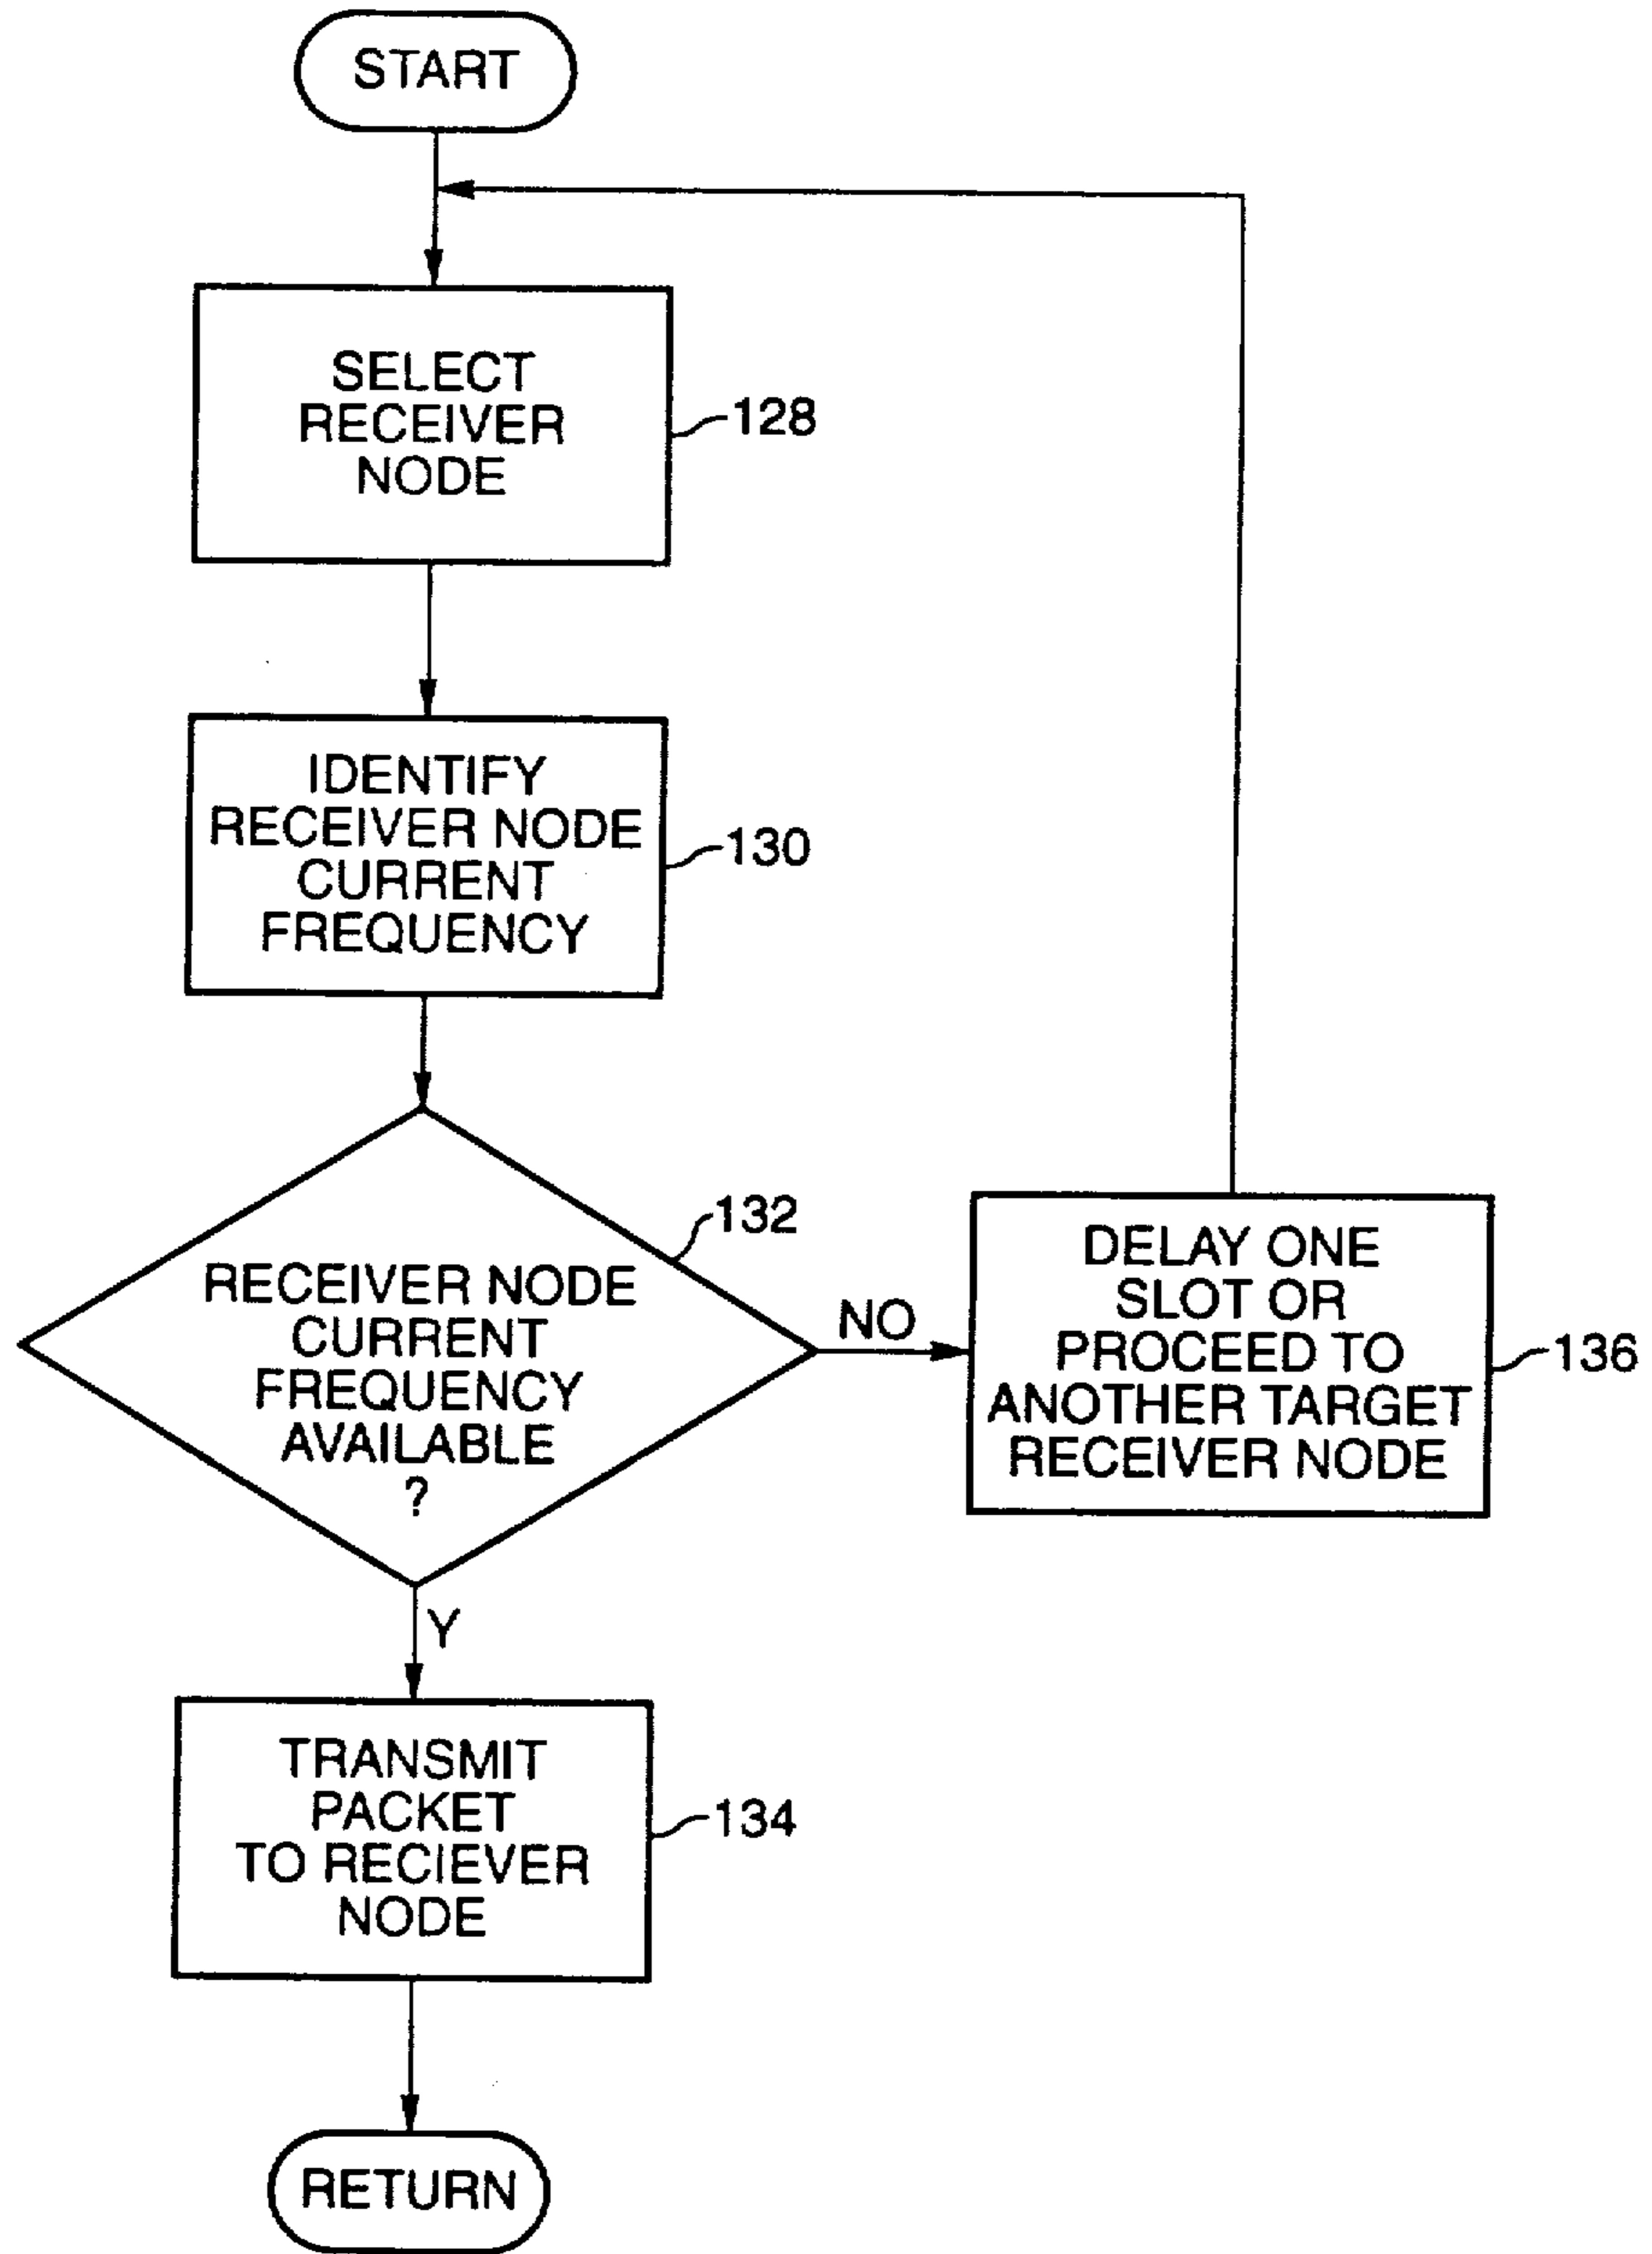 START
SELECT
RECEIVER
NODE
128
IDENTIFY
RECEIVER NODE
CURRENT
FREQUENCY
130
132
RECEIVER NODE
CURRENT
FREQUENCY
AVAILABLE
?
NO
DELAY ONE
SLOT OR
PROCEED TO
ANOTHER TARGET
RECEIVER NODE
136
Y
TRANSMIT
PACKET
TO RECIEVER
NODE
134
RETURN